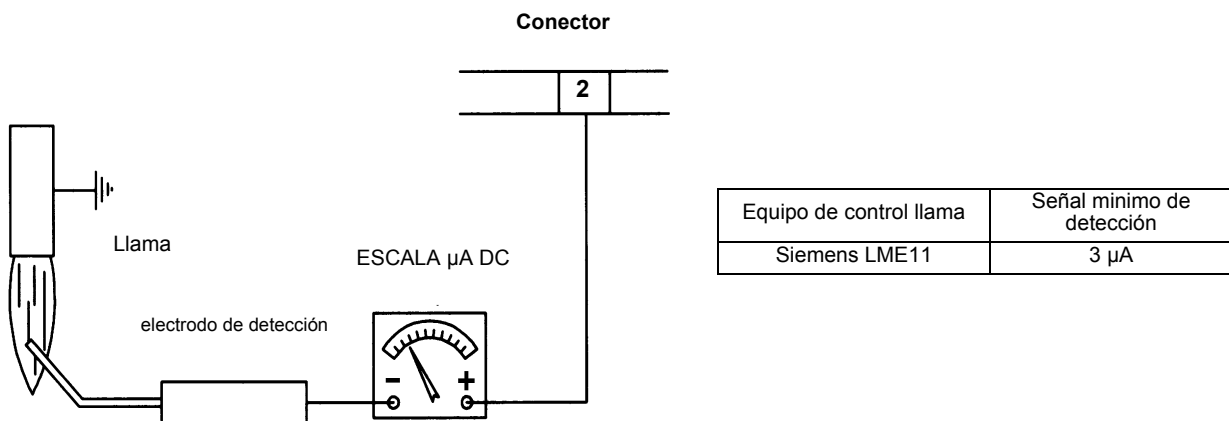 Conector
2
Llama
ESCALA µA DC
electrodo de detección
- +
Equipo de control llama
Señal minimo de
detección
Siemens LME11
3 µA